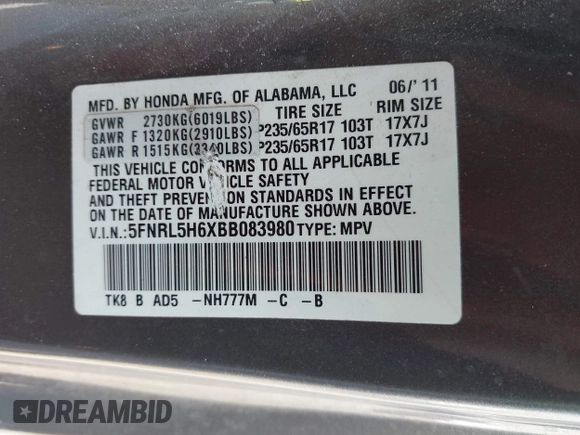 MFD. BY HONDA MFG. OF ALABAMA, LLC 06/'11
TIRE SIZE RIM SIZE
GVWR 2730KG(6019LBS)
GAWR F 1320KG(2910LBS) P235/65R17 103T 17X7J
GAWR R 1515KG(3340LBS) P235/65R17 103T 17X7J
THIS VEHICLE CONFORMS TO ALL APPLICABLE
FEDERAL MOTOR VEHICLE SAFETY
AND THEFT PREVENTION STANDARDS IN EFFECT
ON THE DATE OF MANUFACTURE SHOWN ABOVE.
V.I.N.: 5FNRL5H6XBB083980 TYPE: MPV
TK8 B AD5 -NH777M -C -B
DREAMBID